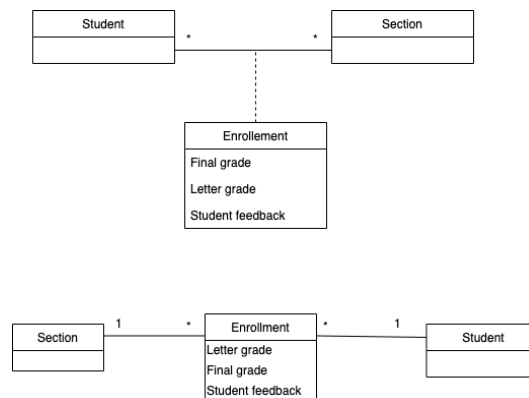 Student
Section
* *
Enrollement
Final grade
Letter grade
Student feedback
1 * * 1
Section
Enrollment
Student
Letter grade
Final grade
Student feedback